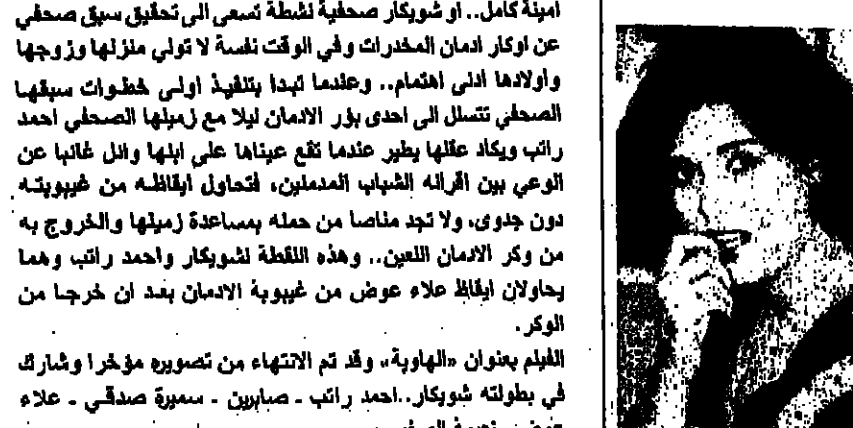 امينة كامل.. او شويكار صحفية نشطة تسعى الى تحقيق سبق صحفي
عن اوكار ادمان المخدرات وفي الوقت نفسة لا تولي منزلها وزوجها
واولادها ادنى اهتمام.. وعندما تبدا بتنفيذ اولى خطوات سبقها
الصحفي تتسلل الى احدى بؤر الادمان ليلا مع زميلها الصحفي احمد
راتب ويكاد عقلها يطير عندما تقع عيناها على ابنها وائل غائبا عن
الوعي بين اقرانه الشباب المدمنين، فتحاول ايقاظه من غيبوبته
دون جدوى، ولا تجد مناصا من حمله بمساعدة زميلها والخروج به
من وكر الادمان اللعين.. وهذه اللقطة لشويكار واحمد راتب وهما
يحاولان ايقاظ علاء عوض من غيبوبة الادمان بعد ان خرجا من
الوكر.
الفيلم بعنوان «الهاوية» وقد تم الانتهاء من تصويره مؤخرا وشارك
في بطولته شويكار..احمد راتب ـ صابرين ـ سميرة صدقي ـ علاء